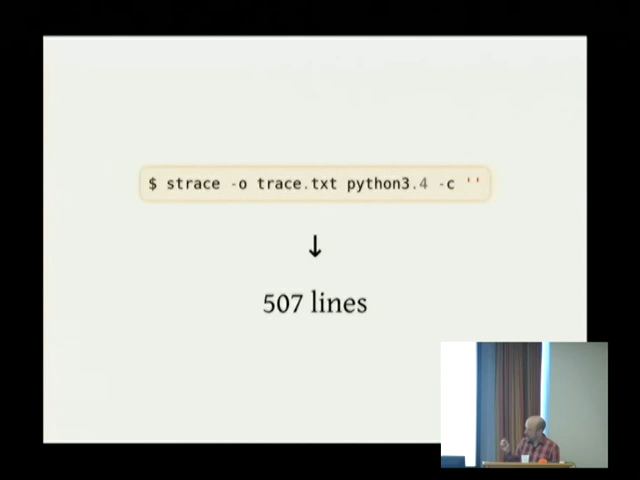 $ strace -o trace.txt python3.4 -c ''
↓
507 lines